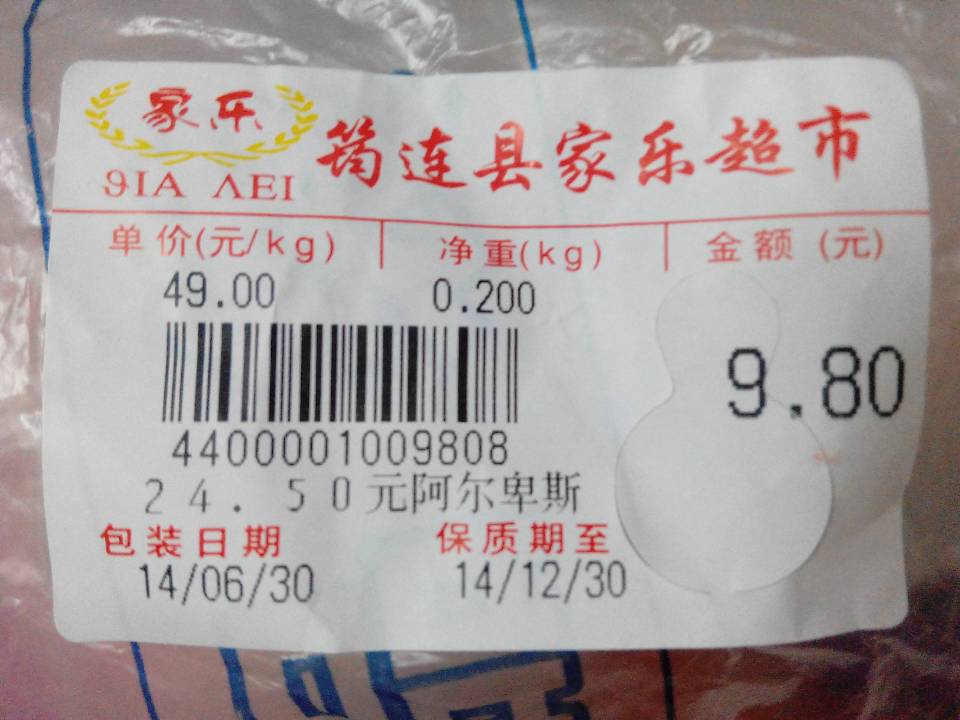 家乐
JIA LEI
筠连县家乐超市
单价(元/kg) 净重(kg) 金额 (元)
49.00 0.200 9.80
4400001009808
24.50元阿尔卑斯
包装日期 保质期至
14/06/30 14/12/30